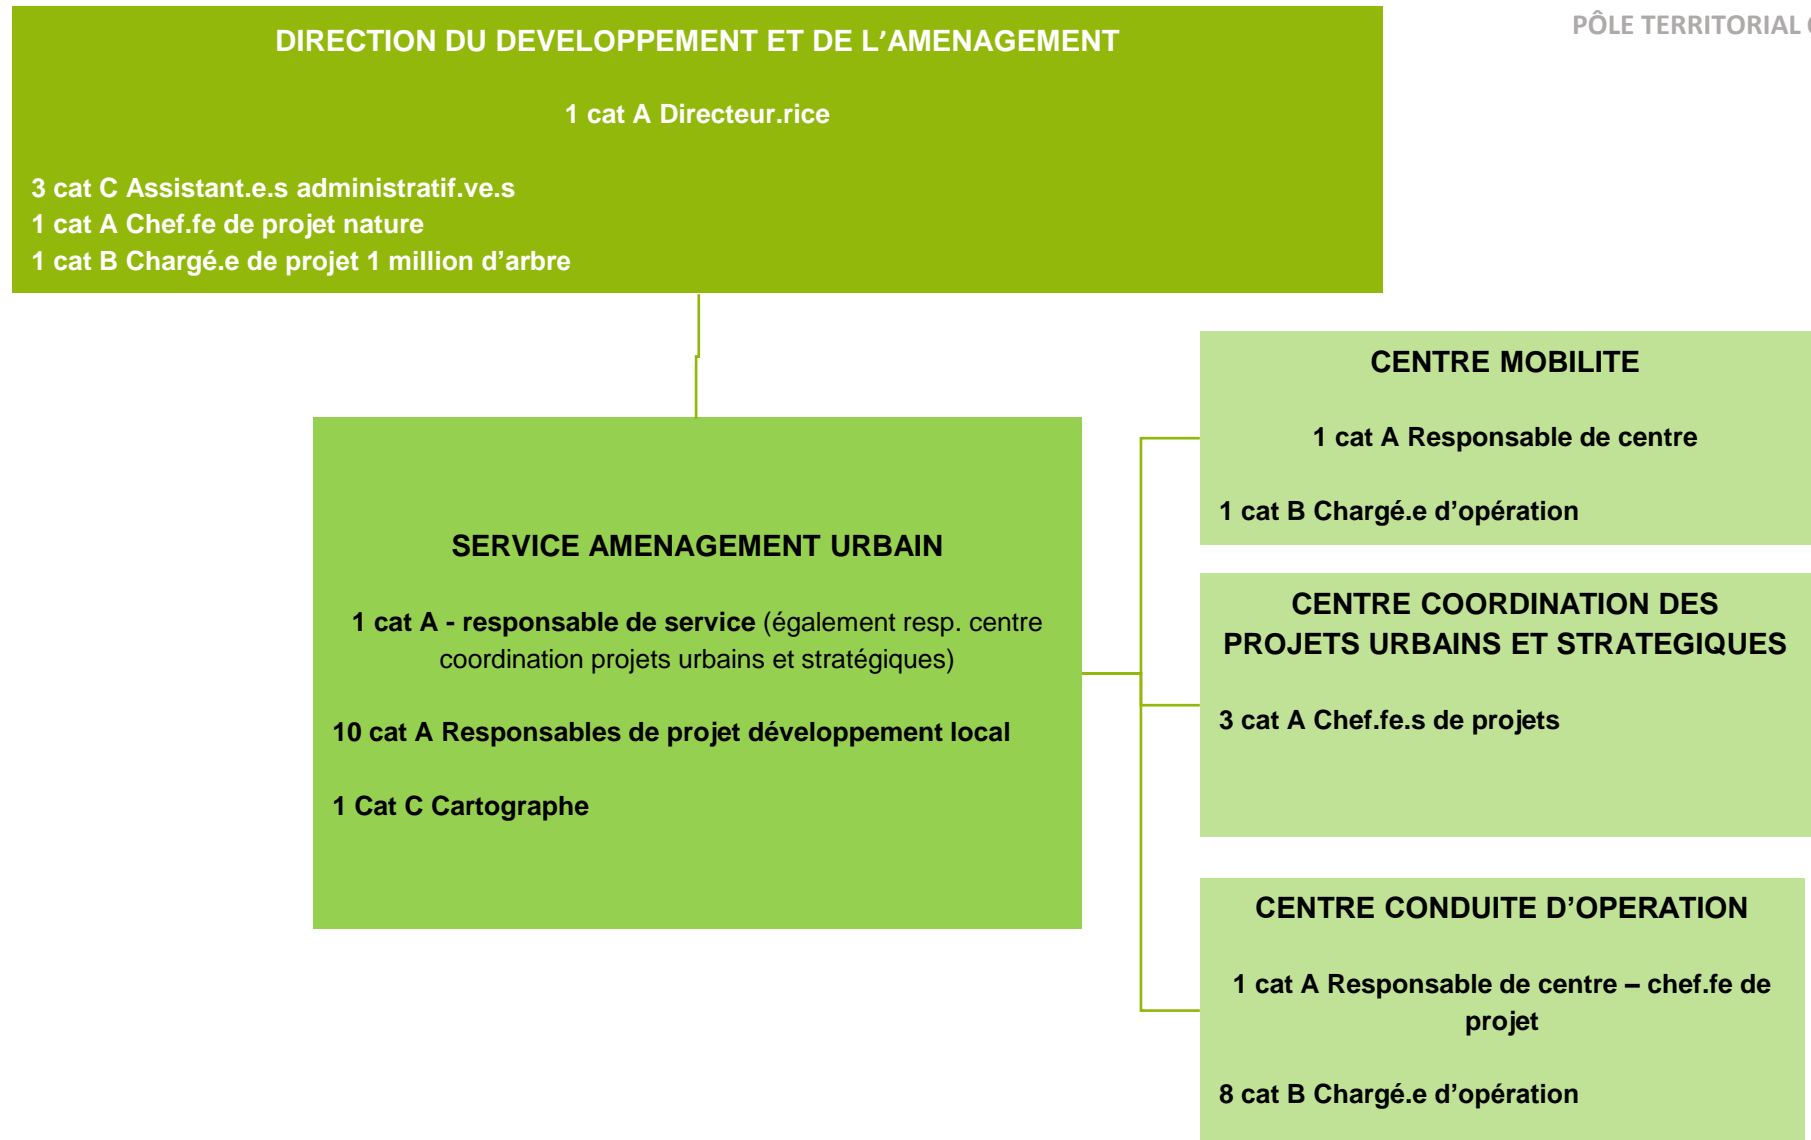 PÔLE TERRITORIAL
DIRECTION DU DEVELOPPEMENT ET DE L’AMENAGEMENT
1 cat A Directeur.rice
3 cat C Assistant.e.s administratif.ve.s
1 cat A Chef.fe de projet nature
1 cat B Chargé.e de projet 1 million d’arbre
SERVICE AMENAGEMENT URBAIN
1 cat A - responsable de service (également resp. centre
coordination projets urbains et stratégiques)
10 cat A Responsables de projet développement local
1 Cat C Cartographe
CENTRE MOBILITE
1 cat A Responsable de centre
1 cat B Chargé.e d’opération
CENTRE COORDINATION DES
PROJETS URBAINS ET STRATEGIQUES
3 cat A Chef.fe.s de projets
CENTRE CONDUITE D’OPERATION
1 cat A Responsable de centre – chef.fe de
projet
8 cat B Chargé.e d’opération